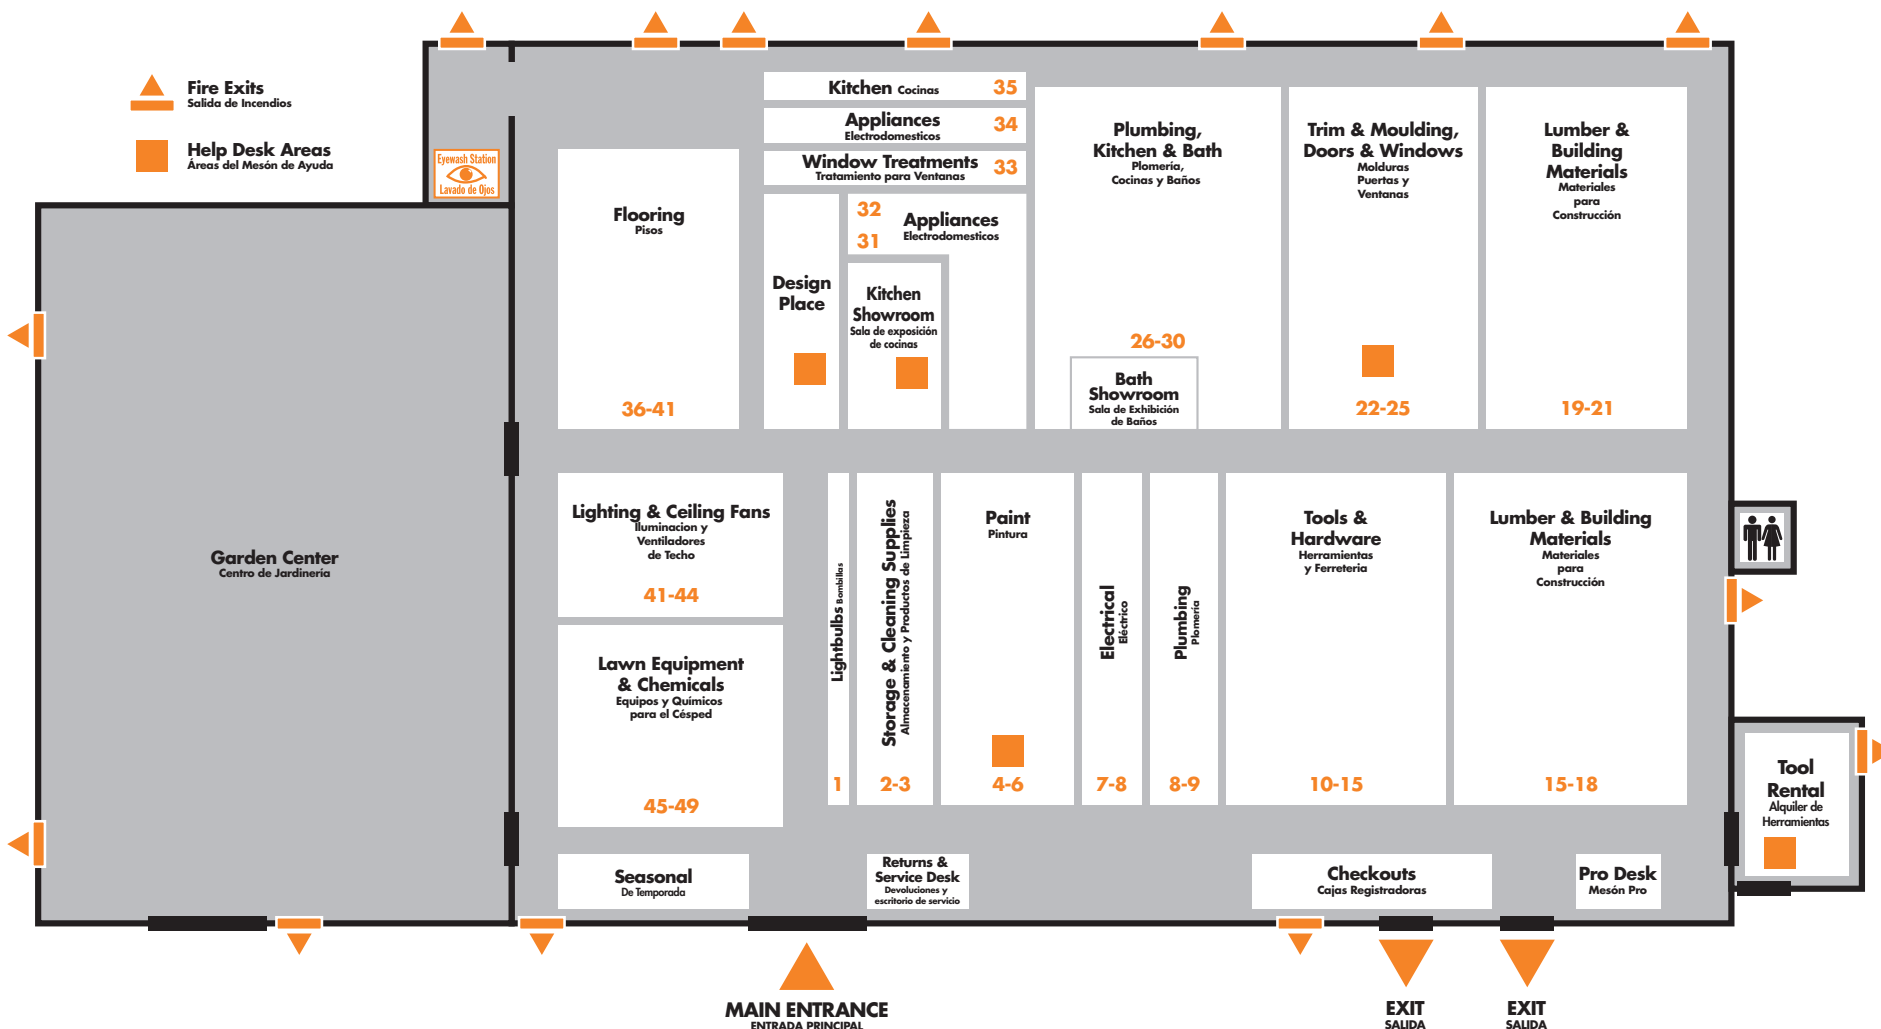 Fire Exits
Salida de Incendios
Help Desk Areas
Áreas del Mesón de Ayuda
Eyewash Station
Lavado de Ojos
Garden Center
Centro de Jardinería
Flooring
Pisos
36-41
Kitchen Cocinas 35
Appliances 34
Electrodomesticos
Window Treatments 33
Tratamiento para Ventanas
Design
Place
32
31
Appliances
Electrodomesticos
Kitchen
Showroom
Sala de exposición
de cocinas
Plumbing,
Kitchen & Bath
Plomería,
Cocinas y Baños
26-30
Bath
Showroom
Sala de Exhibición
de Baños
Trim & Moulding,
Doors & Windows
Molduras
Puertas y
Ventanas
22-25
Lumber &
Building
Materials
Materiales
para
Construcción
19-21
Lighting & Ceiling Fans
Iluminacion y
Ventiladores
de Techo
41-44
Lawn Equipment
& Chemicals
Equipos y Químicos
para el Césped
45-49
Lightbulbs Bombillas
1
Storage & Cleaning Supplies
Almacenamiento y Productos de Limpieza
2-3
Paint
Pintura
4-6
Electrical
Eléctrico
7-8
Plumbing
Plomería
8-9
Tools &
Hardware
Herramientas
y Ferreteria
10-15
Lumber & Building
Materials
Materiales
para
Construcción
15-18
Tool
Rental
Alquiler de
Herramientas
Seasonal
De Temporada
Returns &
Service Desk
Devoluciones y
escritorio de servicio
Checkouts
Cajas Registradoras
Pro Desk
Mesón Pro
MAIN ENTRANCE
ENTRADA PRINCIPAL
EXIT
SALIDA
EXIT
SALIDA